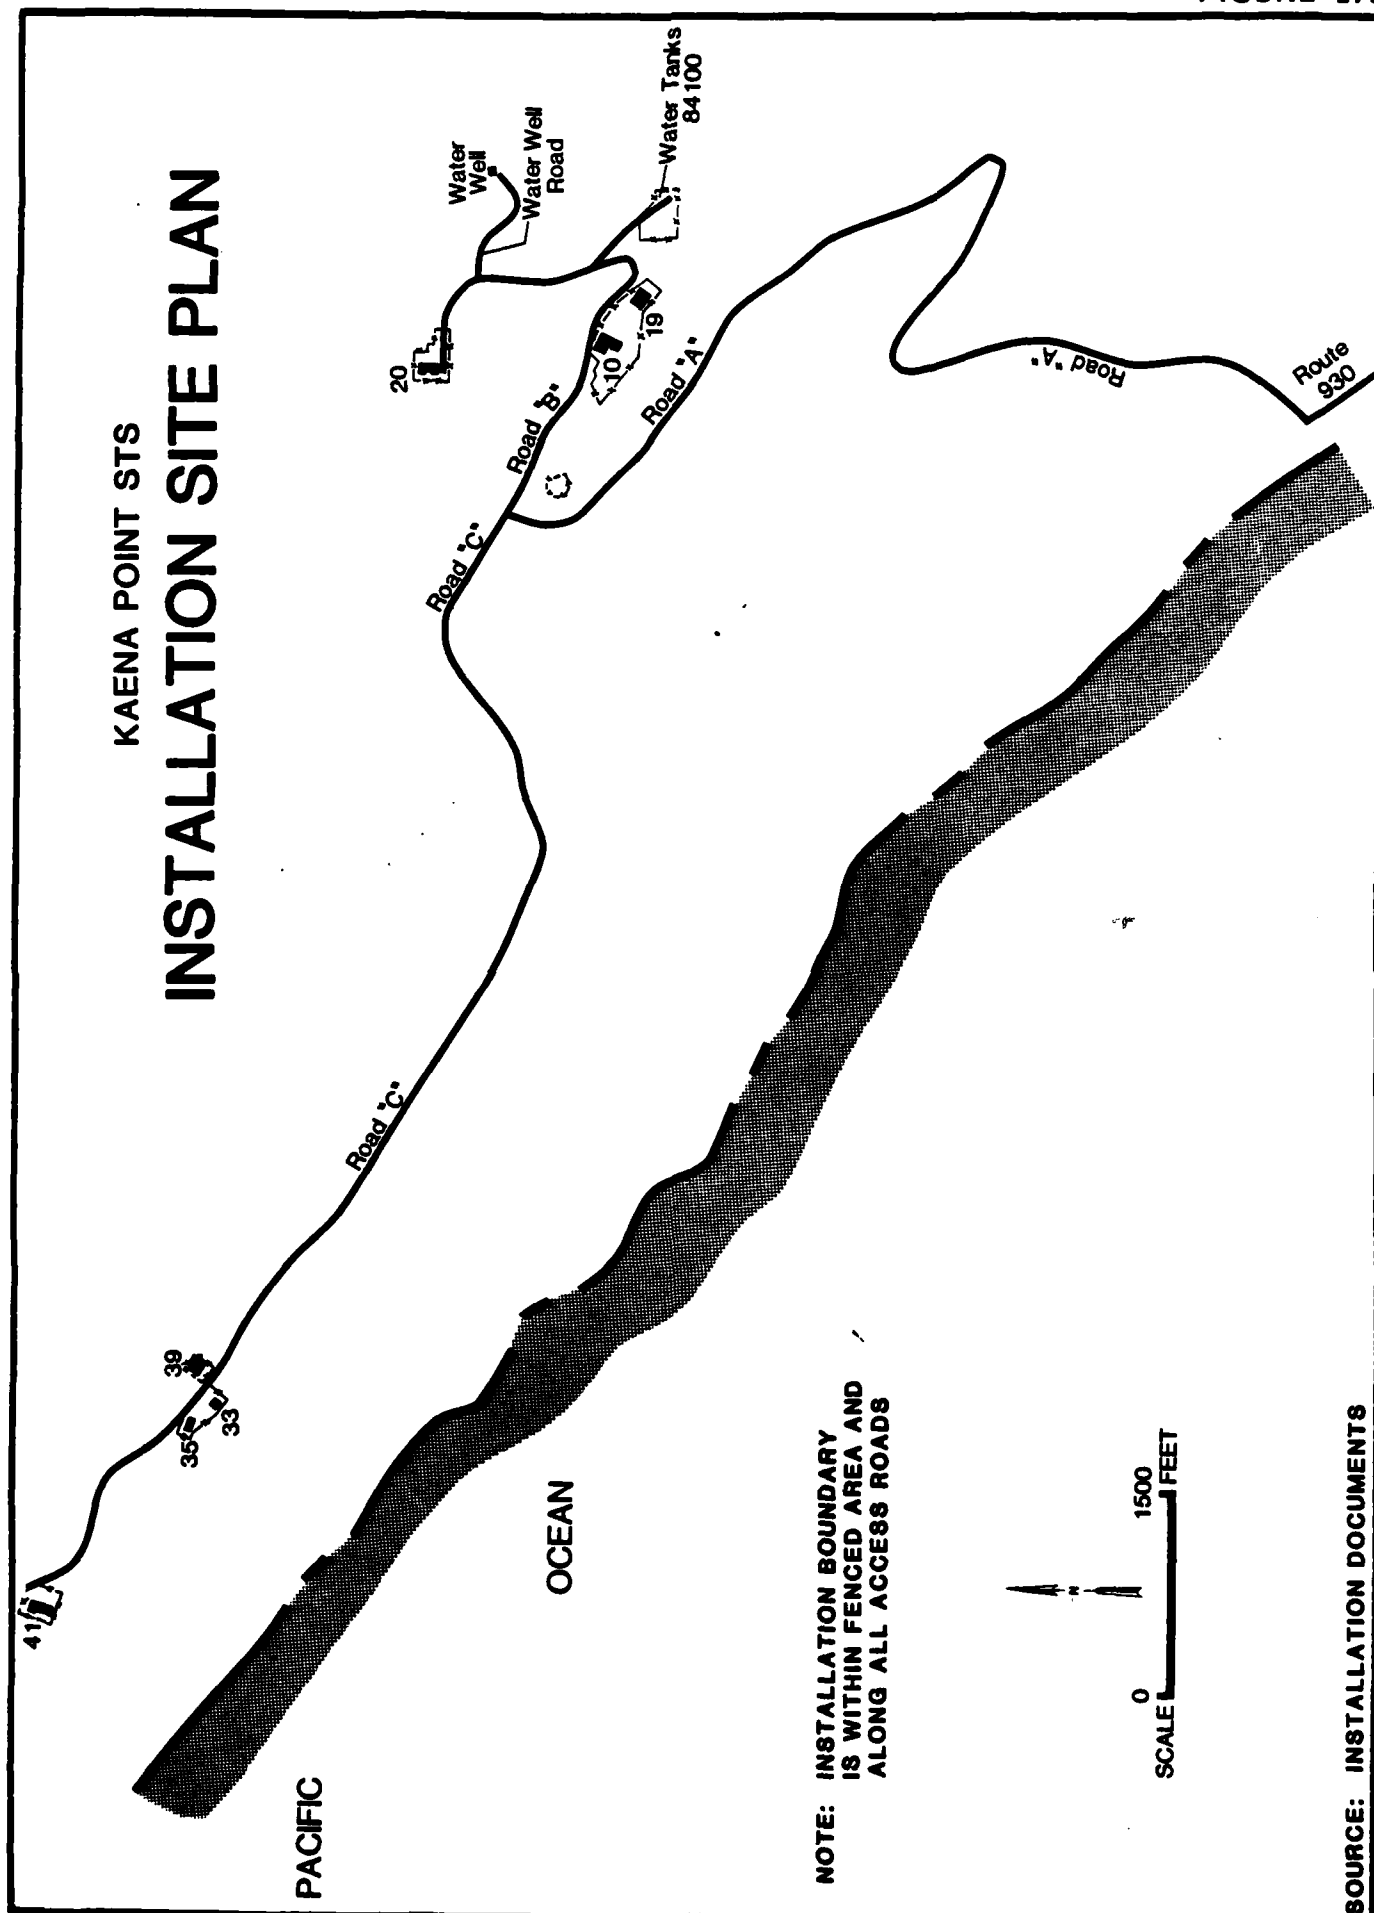 KAENA POINT STS
INSTALLATION SITE PLAN
41
35
33
39
Road "C"
Road "C"
Road "B"
Road "A"
Road "A"
20
10
19
Water
Well
Water Well
Road
Water Tanks
84100
Route
930
PACIFIC
OCEAN
NOTE: INSTALLATION BOUNDARY
IS WITHIN FENCED AREA AND
ALONG ALL ACCESS ROADS
N
SCALE 0 1500 FEET
SOURCE: INSTALLATION DOCUMENTS